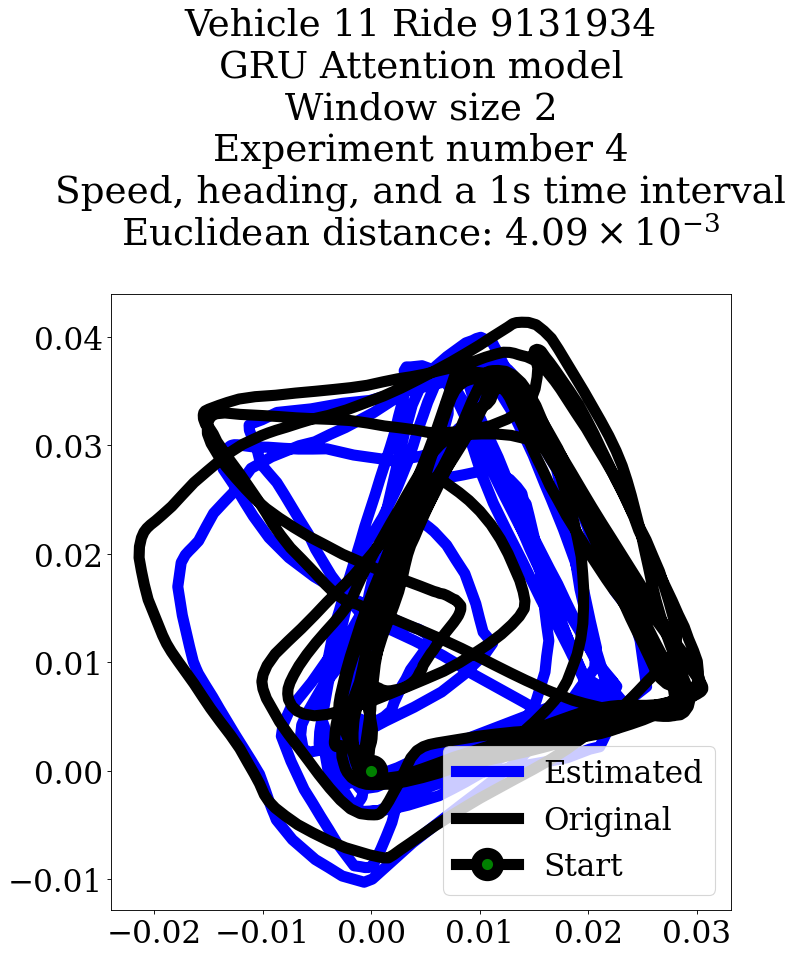 Vehicle 11 Ride 9131934
GRU Attention model
Window size 2
Experiment number 4
Speed, heading, and a 1s time interval
Euclidean distance: 4.09 × 10⁻³
0.04
0.03
0.02
0.01
0.00
−0.01
Estimated
Original
Start
−0.02 −0.01 0.00 0.01 0.02 0.03